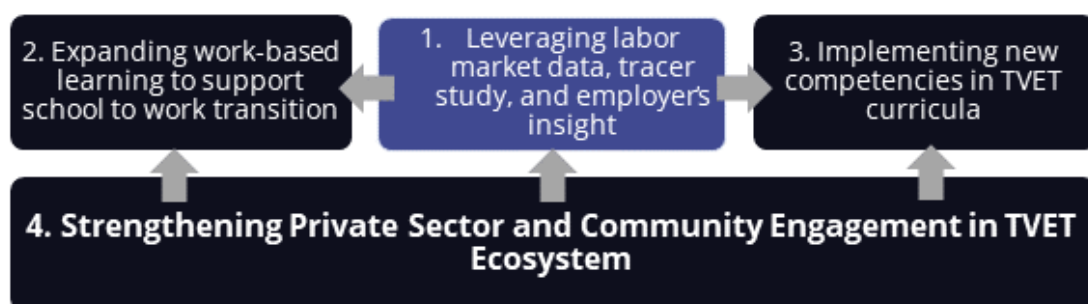 2. Expanding work-based
learning to support
school to work transition
1. Leveraging labor
market data, tracer
study, and employer's
insight
3. Implementing new
competencies in TVET
curricula
4. Strengthening Private Sector and Community Engagement in TVET
Ecosystem